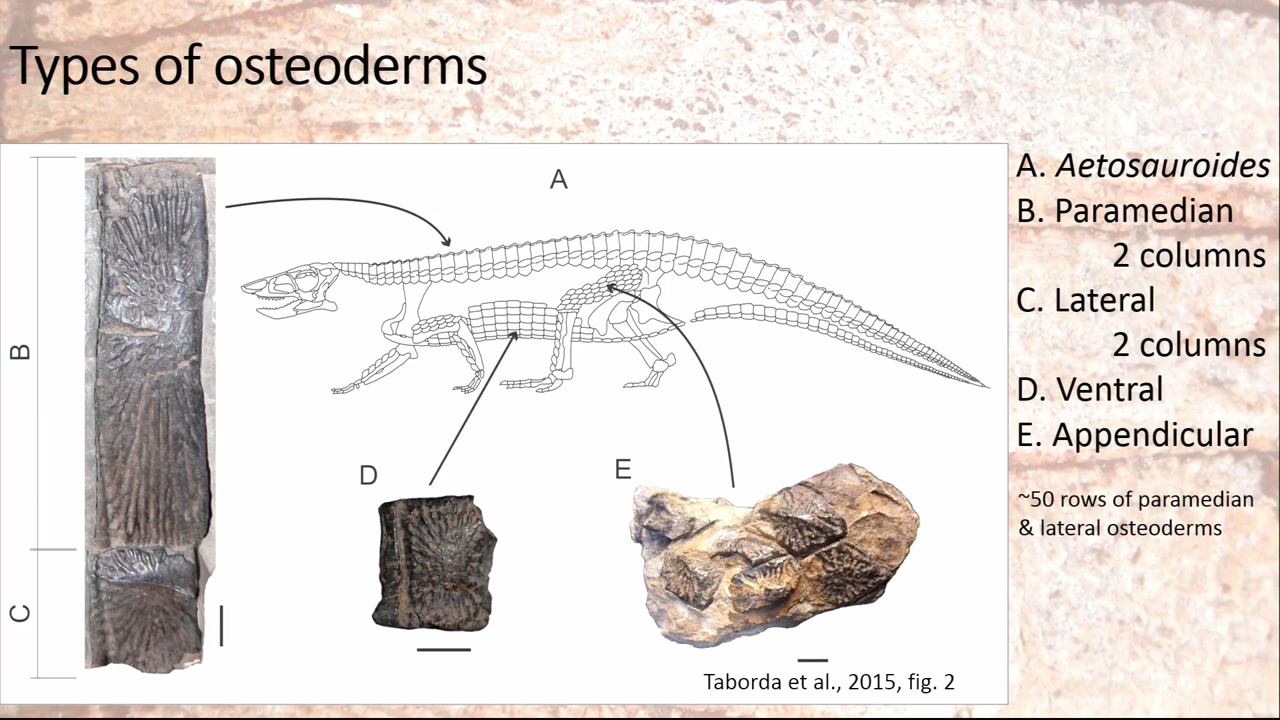 Types of osteoderms
A
B
C
D
E
Taborda et al., 2015, fig. 2
A. Aetosauroides
B. Paramedian
2 columns
C. Lateral
2 columns
D. Ventral
E. Appendicular
~50 rows of paramedian
& lateral osteoderms